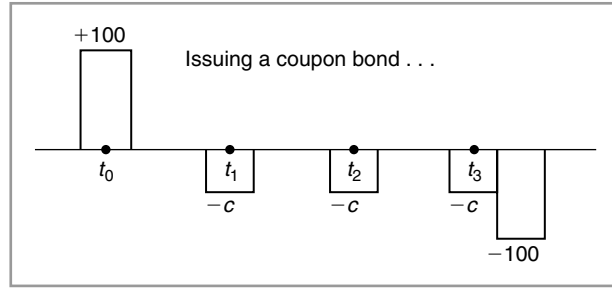 +100
Issuing a coupon bond . . .
t0 t1 t2 t3
−c −c −c
−100